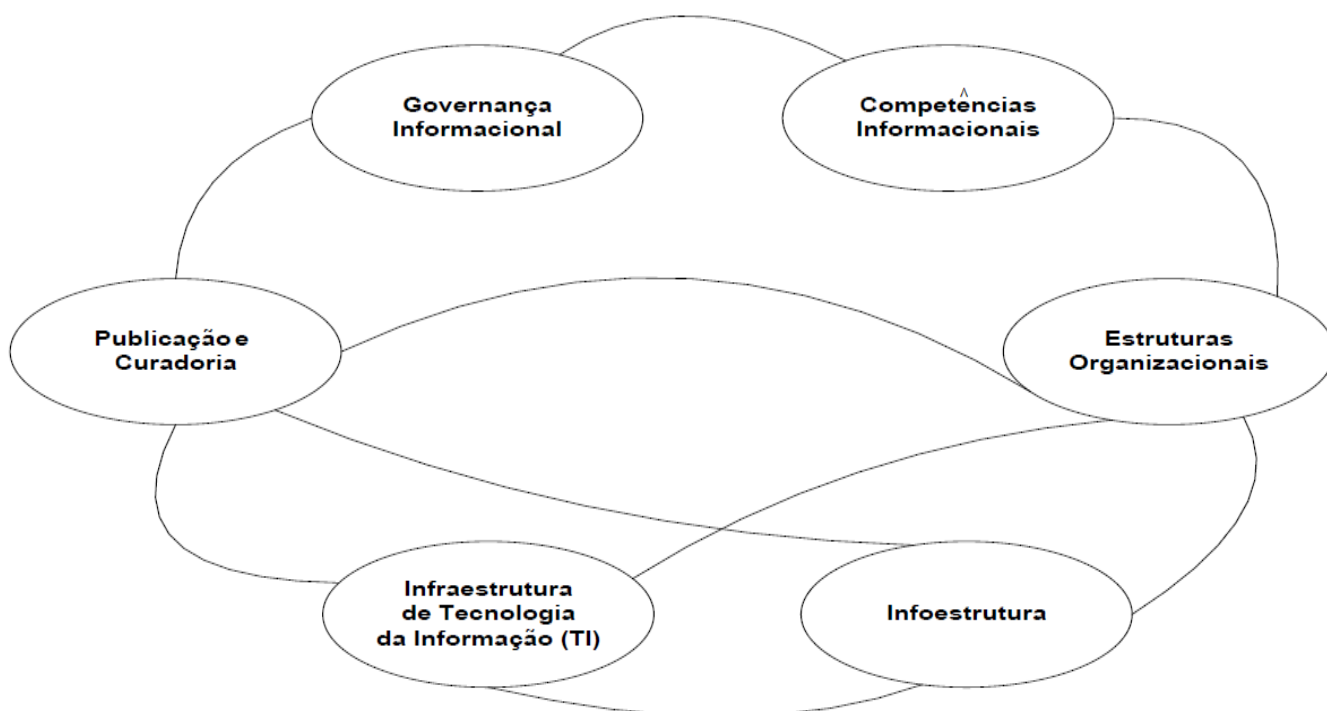 Governança
Informacional
Competências
Informacionais
Publicação e
Curadoria
Estruturas
Organizacionais
Infraestrutura
de Tecnologia
da Informação (TI)
Infoestrutura